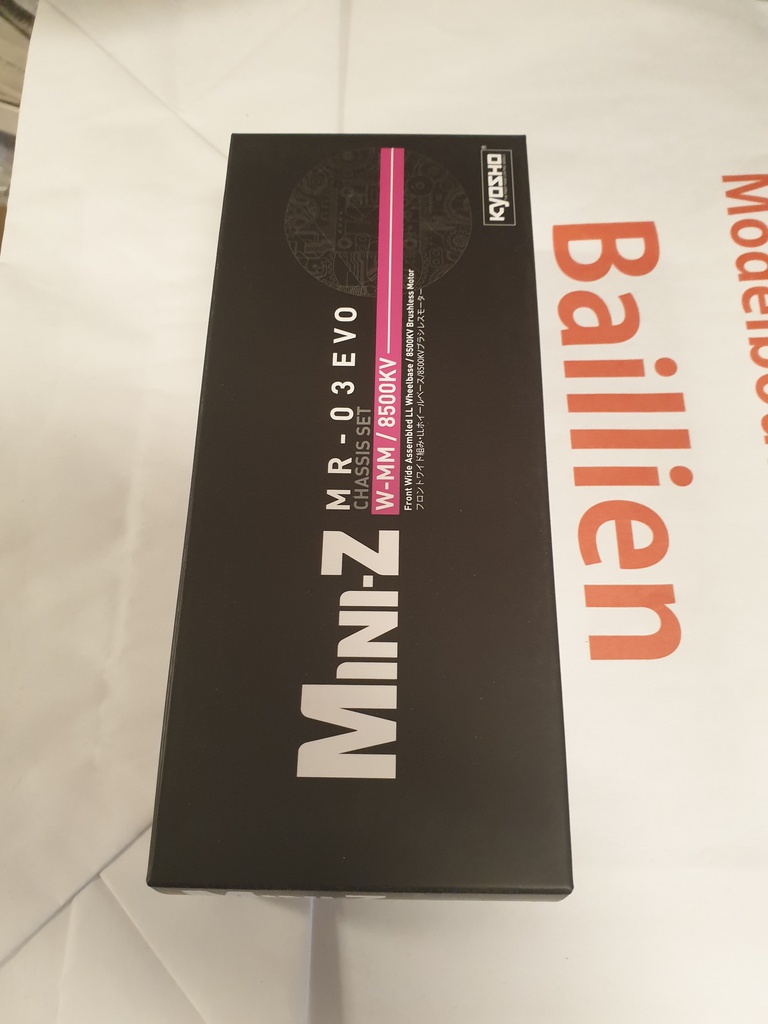 KYOSHO
MINI-Z
MR-03EVO
CHASSIS SET
W-MM / 8500KV
Front Wide Assembled LL Wheelbase / 8500KV Brushless Motor
フロントワイド組み・LLホイールベース/8500KVブラシレスモーター
Baillien